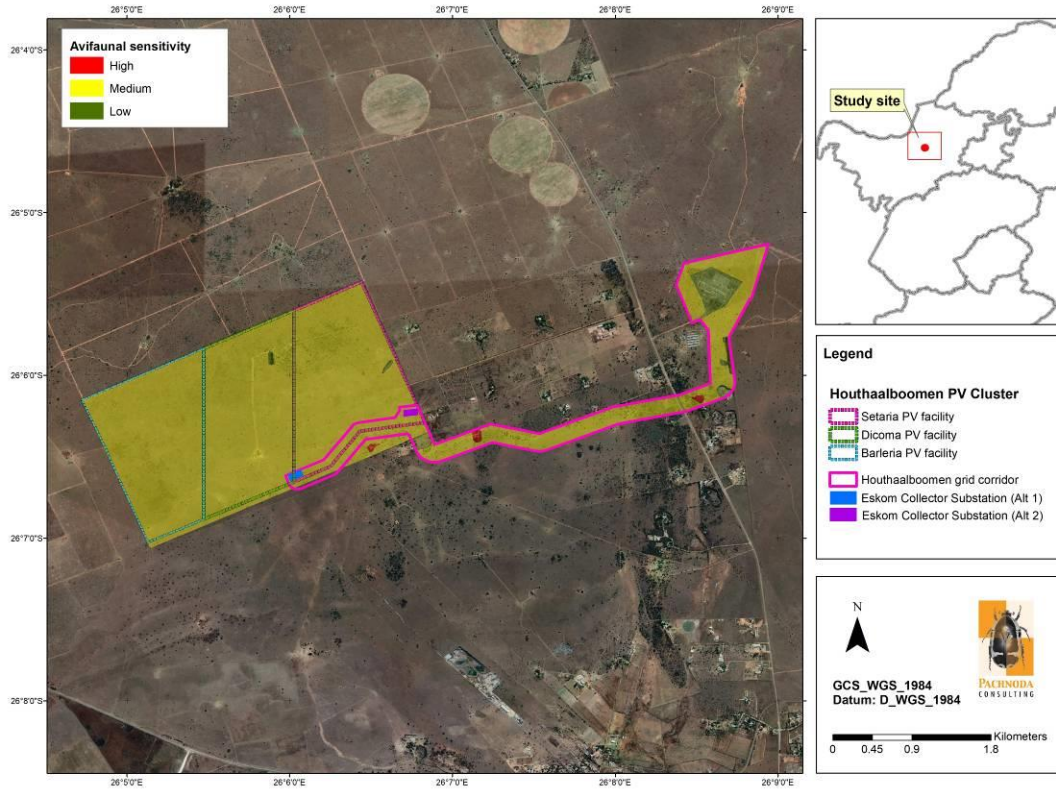 26°5'0"E
26°6'0"E
26°7'0"E
26°8'0"E
26°9'0"E
26°4'0"S
26°5'0"S
26°6'0"S
26°7'0"S
26°8'0"S
Avifaunal sensitivity
High
Medium
Low
26°5'0"E
26°6'0"E
26°7'0"E
26°8'0"E
26°9'0"E
Study site
Legend
Houthaalboomen PV Cluster
Setaria PV facility
Dicoma PV facility
Barleria PV facility
Houthaalboomen grid corridor
Eskom Collector Substation (Alt 1)
Eskom Collector Substation (Alt 2)
N
GCS_WGS_1984
Datum: D_WGS_1984
PACHNODA
CONSULTING
Kilometers
0 0.45 0.9 1.8